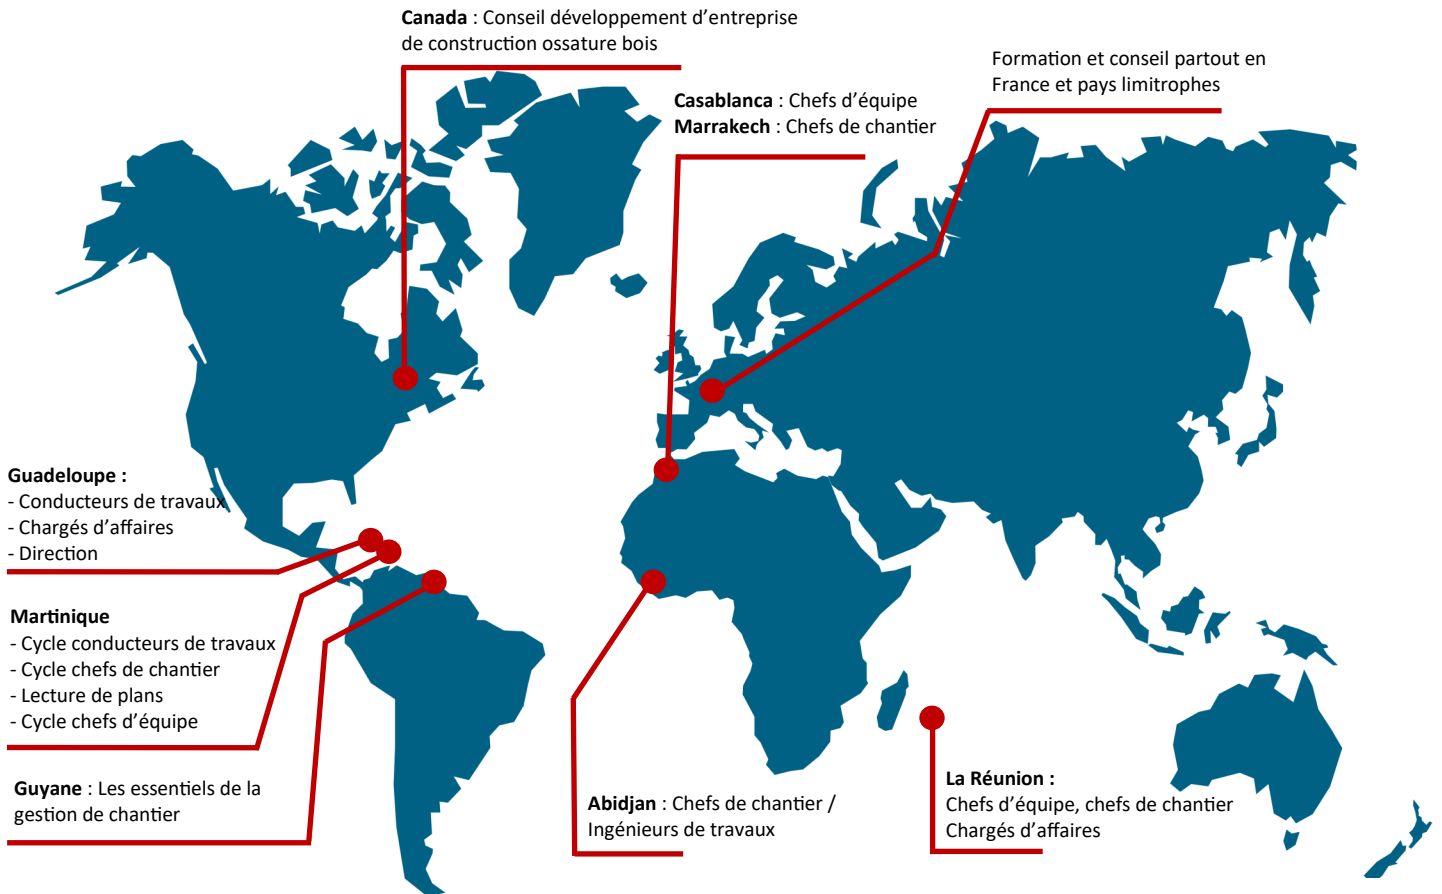 Canada : Conseil développement d'entreprise
de construction ossature bois
Formation et conseil partout en
France et pays limitrophes
Casablanca : Chefs d'équipe
Marrakech : Chefs de chantier
Guadeloupe :
- Conducteurs de travaux
- Chargés d'affaires
- Direction
Martinique
- Cycle conducteurs de travaux
- Cycle chefs de chantier
- Lecture de plans
- Cycle chefs d'équipe
Guyane : Les essentiels de la
gestion de chantier
Abidjan : Chefs de chantier /
Ingénieurs de travaux
La Réunion :
Chefs d'équipe, chefs de chantier
Chargés d'affaires